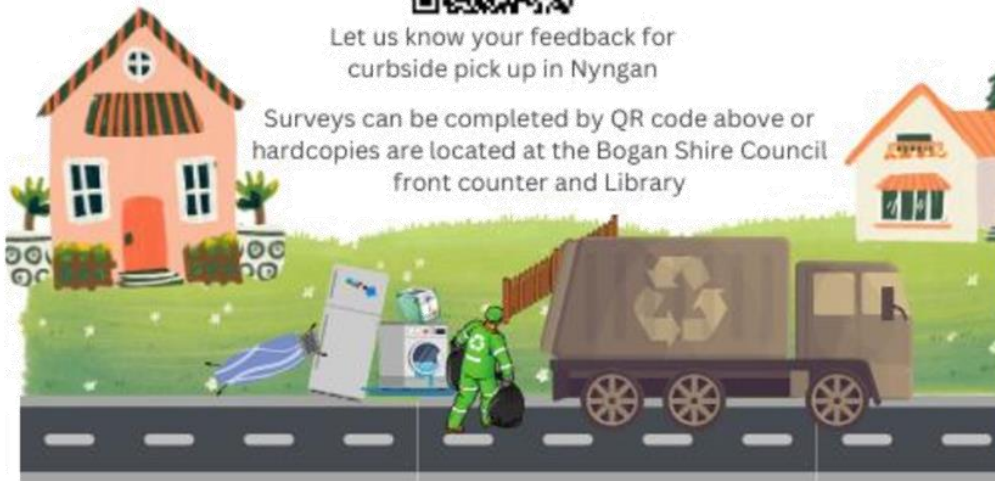 Let us know your feedback for
curbside pick up in Nyngan
Surveys can be completed by QR code above or
hardcopies are located at the Bogan Shire Council
front counter and Library